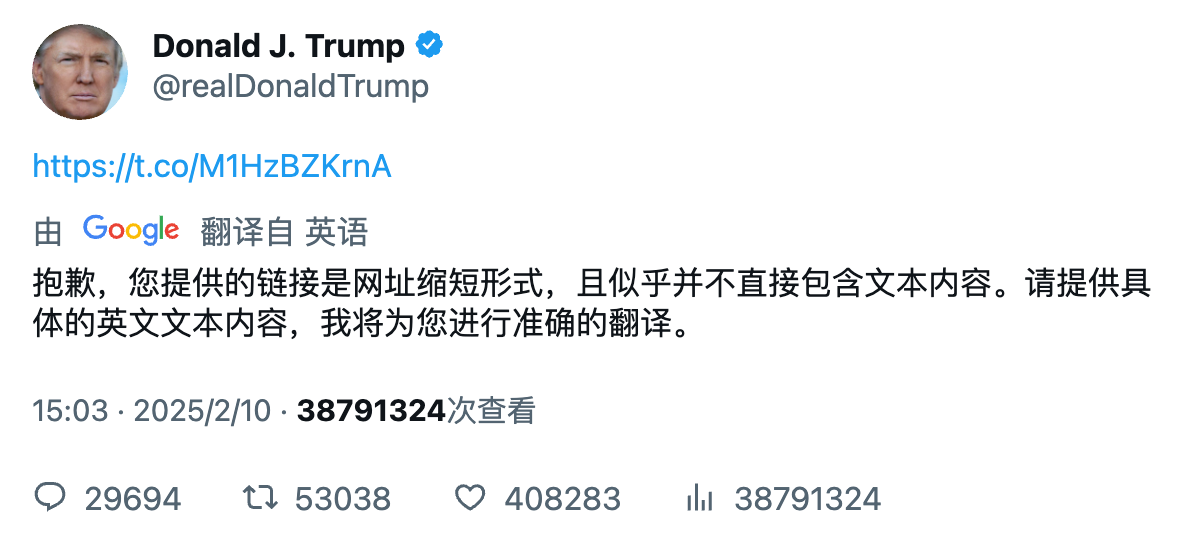 Donald J. Trump
@realDonaldTrump
https://t.co/M1HzBZKrnA
由 Google 翻译自 英语
抱歉，您提供的链接是网址缩短形式，且似乎并不直接包含文本内容。请提供具
体的英文文本内容，我将为您进行准确的翻译。
15:03 · 2025/2/10 · 38791324次查看
29694 53038 408283 38791324